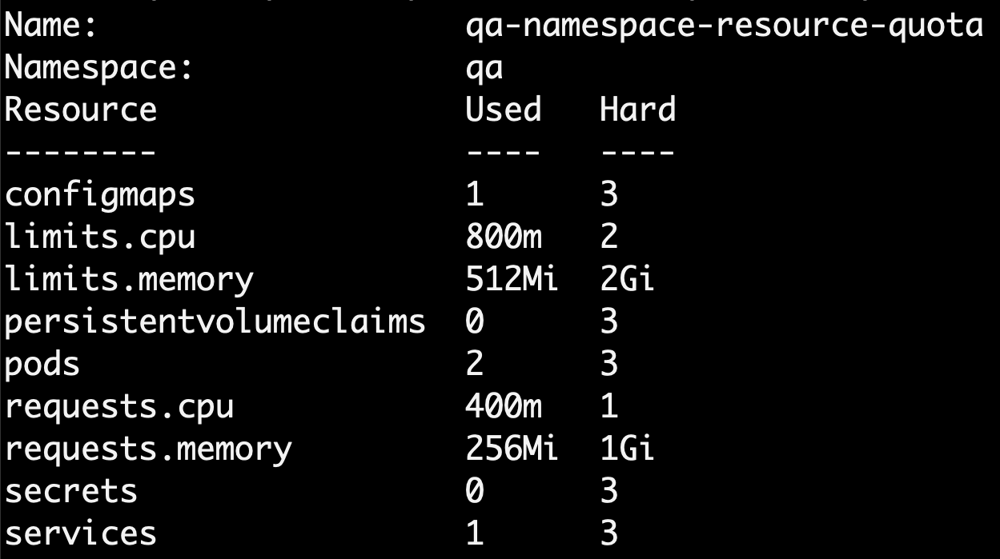 Name: qa-namespace-resource-quota
Namespace: qa
Resource Used Hard
-------- ---- ----
configmaps 1 3
limits.cpu 800m 2
limits.memory 512Mi 2Gi
persistentvolumeclaims 0 3
pods 2 3
requests.cpu 400m 1
requests.memory 256Mi 1Gi
secrets 0 3
services 1 3